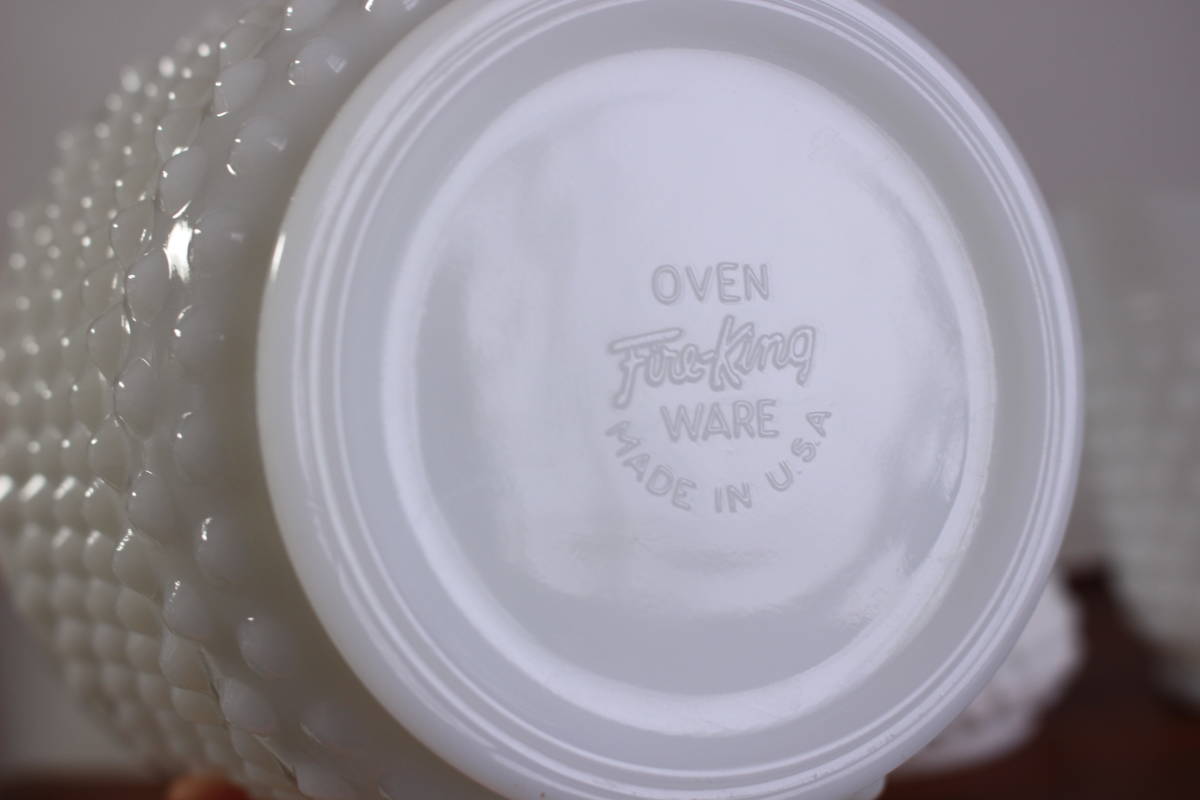 OVEN
Fire-King
WARE
MADE IN U.S.A